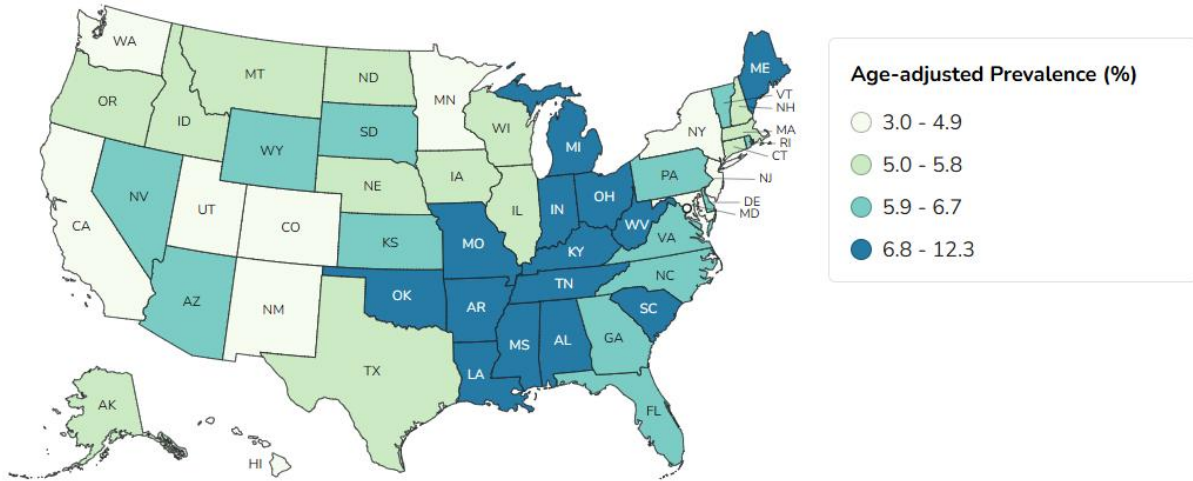 WA
MT
ND
OR
ID
MN
SD
WY
WI
NY
MI
ME
VT
NH
MA
RI
CT
NV
UT
CO
CA
NE
IA
IL
IN
OH
PA
NJ
DE
MD
WV
VA
KS
MO
KY
NC
AZ
NM
OK
AR
TN
SC
TX
LA
MS
AL
GA
FL
AK
HI
Age-adjusted Prevalence (%)
3.0 - 4.9
5.0 - 5.8
5.9 - 6.7
6.8 - 12.3